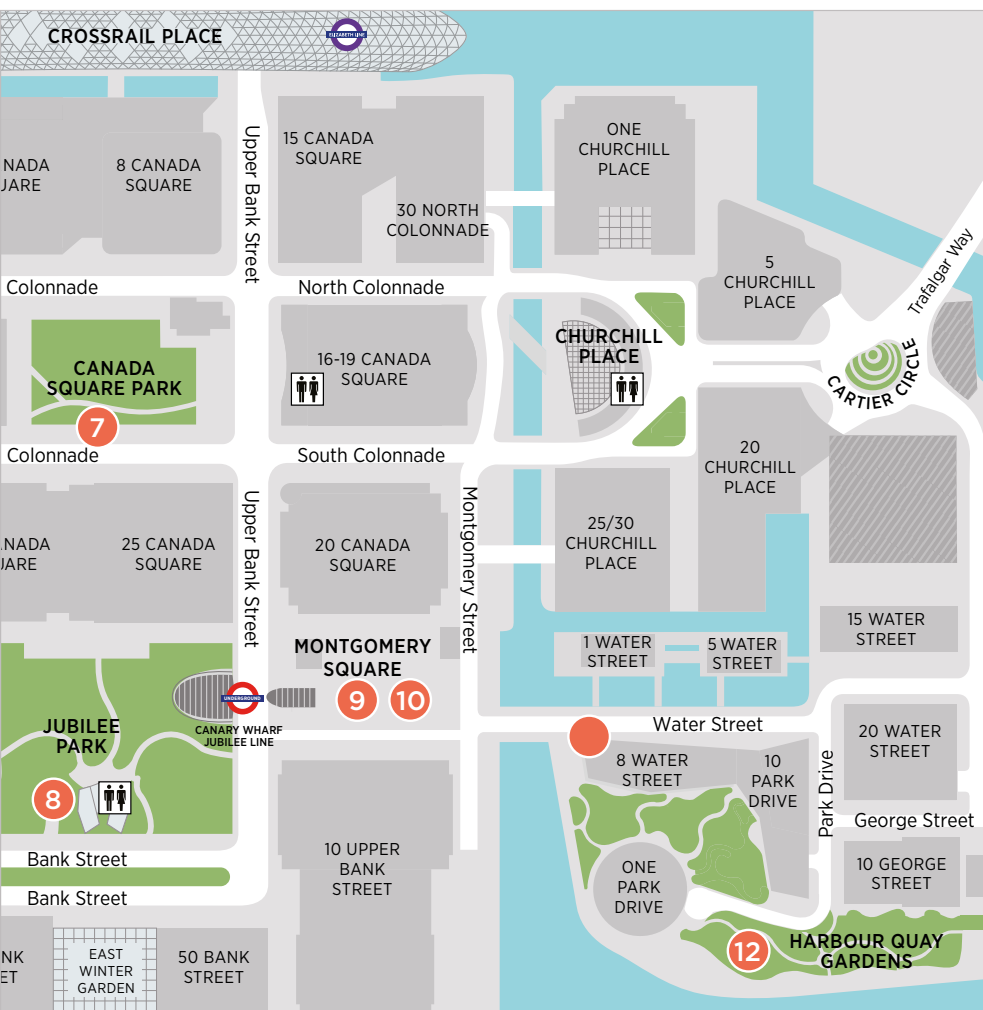 CROSSRAIL PLACE
ELIZABETH LINE
NADA
JARE
8 CANADA
SQUARE
Upper Bank Street
15 CANADA
SQUARE
30 NORTH
COLONNADE
ONE
CHURCHILL
PLACE
5
CHURCHILL
PLACE
Trafalgar Way
Colonnade
North Colonnade
CANADA
SQUARE PARK
7
16-19 CANADA
SQUARE
CHURCHILL
PLACE
CARTIER CIRCLE
Colonnade
South Colonnade
20
CHURCHILL
PLACE
NADA
JARE
25 CANADA
SQUARE
Upper Bank Street
20 CANADA
SQUARE
Montgomery Street
25/30
CHURCHILL
PLACE
15 WATER
STREET
1 WATER
STREET
5 WATER
STREET
MONTGOMERY
SQUARE
9
10
UNDERGROUND
CANARY WHARF
JUBILEE LINE
JUBILEE
PARK
8
Water Street
8 WATER
STREET
10
PARK
DRIVE
Park Drive
20 WATER
STREET
George Street
Bank Street
Bank Street
10 UPPER
BANK
STREET
ONE
PARK
DRIVE
10 GEORGE
STREET
12
HARBOUR QUAY
GARDENS
NK
ET
EAST
WINTER
GARDEN
50 BANK
STREET